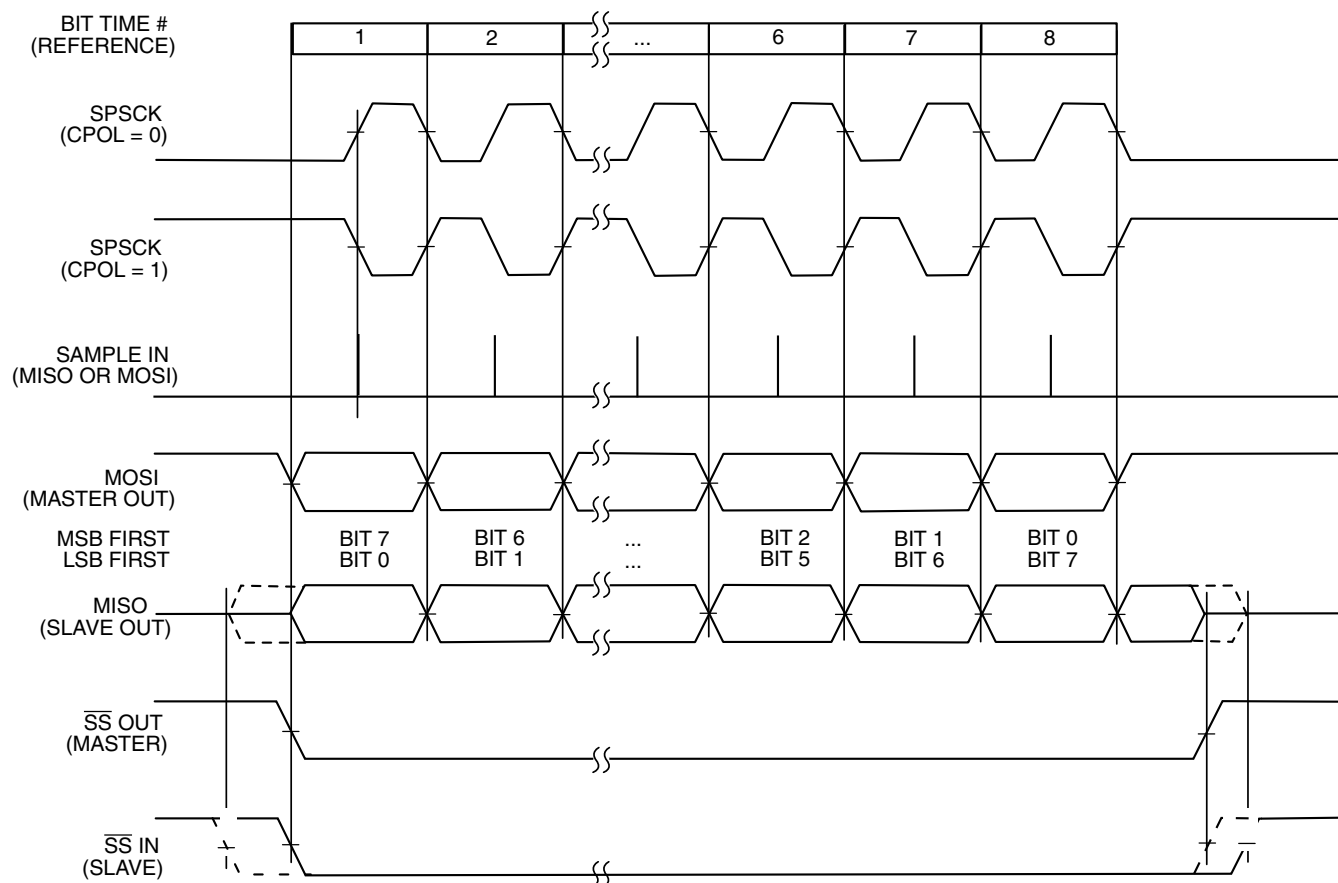 BIT TIME #
(REFERENCE)
1 2 ... 6 7 8
SPSCK
(CPOL = 0)
SPSCK
(CPOL = 1)
SAMPLE IN
(MISO OR MOSI)
MOSI
(MASTER OUT)
MSB FIRST BIT 7 BIT 6 ... BIT 2 BIT 1 BIT 0
LSB FIRST BIT 0 BIT 1 ... BIT 5 BIT 6 BIT 7
MISO
(SLAVE OUT)
S̅S̅ OUT
(MASTER)
S̅S̅ IN
(SLAVE)